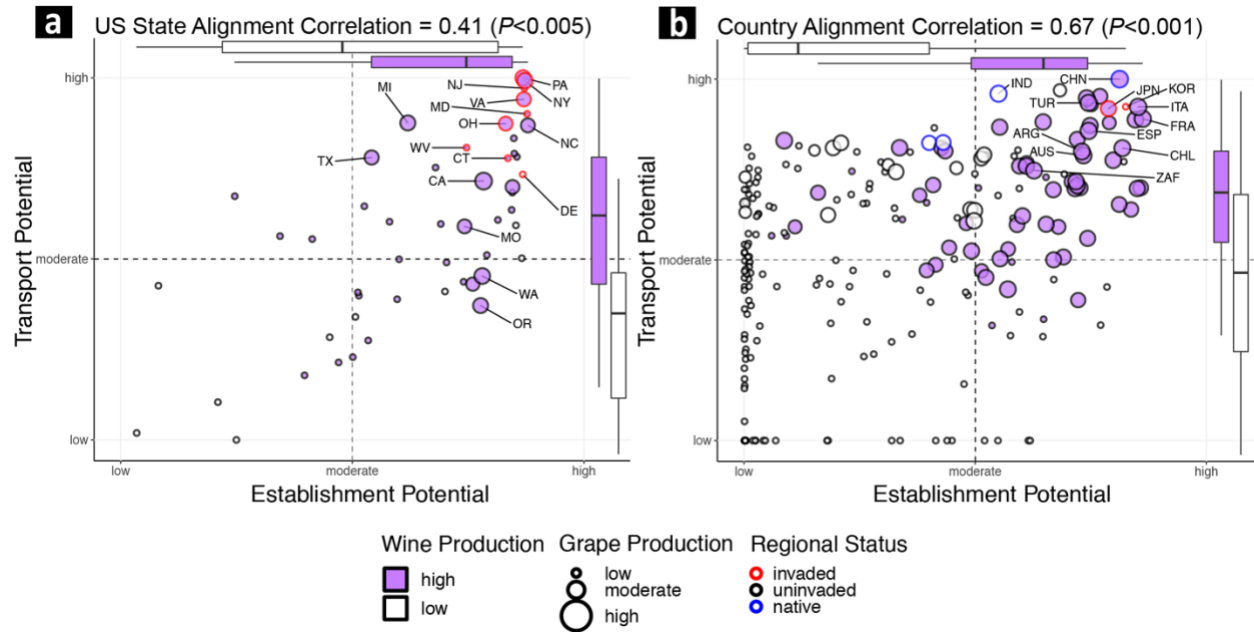 a US State Alignment Correlation = 0.41 (P<0.005)
high
moderate
low
Transport Potential
MI
NJ
PA
VA
NY
MD
OH
NC
WV
TX
CT
CA
DE
MO
WA
OR
low moderate high
Establishment Potential
b Country Alignment Correlation = 0.67 (P<0.001)
high
moderate
low
Transport Potential
IND
CHN
JPN
KOR
TUR
ITA
FRA
ARG
ESP
AUS
CHL
ZAF
low moderate high
Establishment Potential
Wine Production
high
low
Grape Production
low
moderate
high
Regional Status
invaded
uninvaded
native